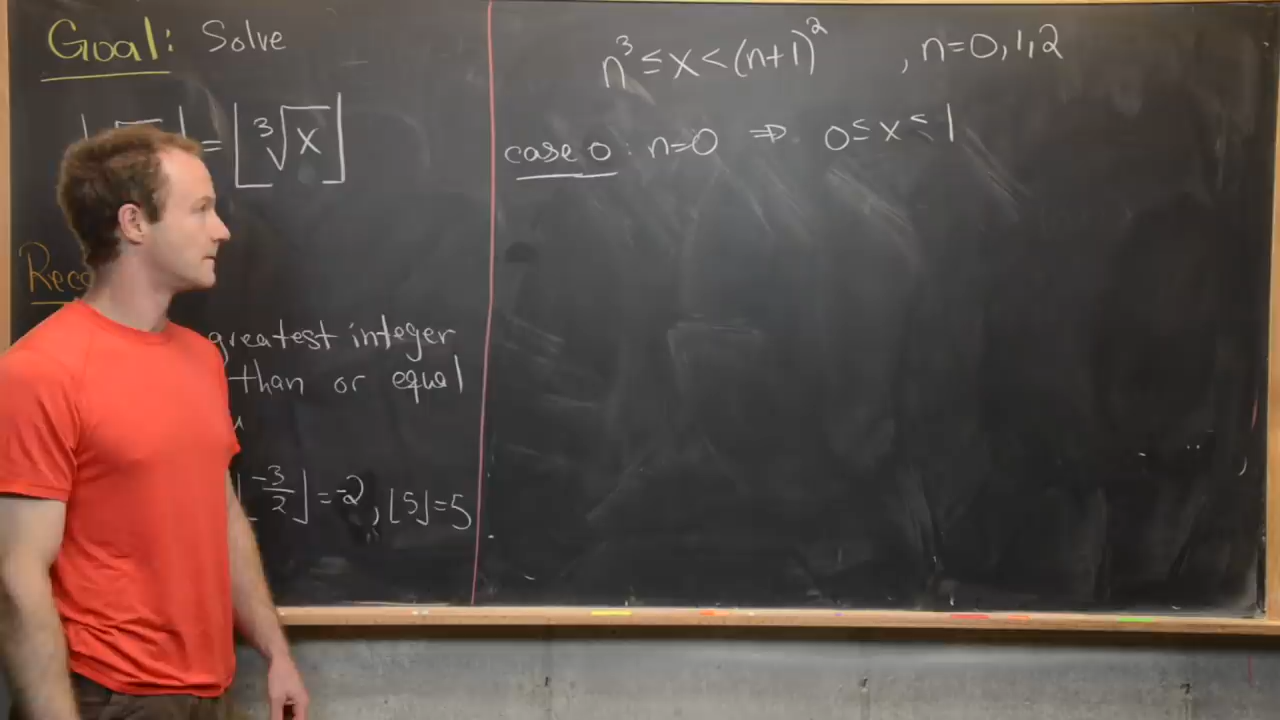 Goal: Solve
= ⌊∛x⌋
greatest integer
than or equal
⌊-3/2⌋ = -2, ⌊5⌋ = 5
n³ ≤ x < (n+1)² , n=0,1,2
case 0: n=0 ⇒ 0 ≤ x < 1